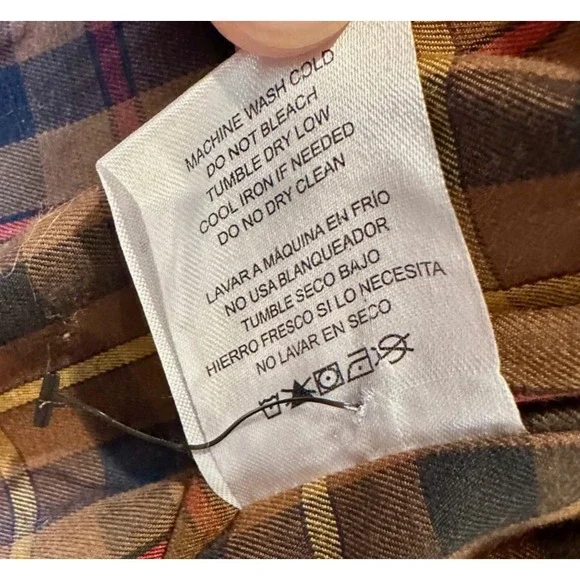 MACHINE WASH COLD
DO NOT BLEACH
TUMBLE DRY LOW
COOL IRON IF NEEDED
DO NO DRY CLEAN
LAVAR A MÁQUINA EN FRÍO
NO USA BLANQUEADOR
TUMBLE SECO BAJO
HIERRO FRESCO SI LO NECESITA
NO LAVAR EN SECO